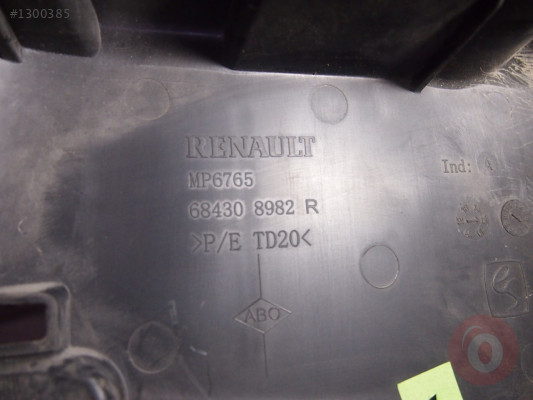 #1300385
RENAULT
MP6765
68430 8982 R
>P/E TD20<
Ind: A
ABO